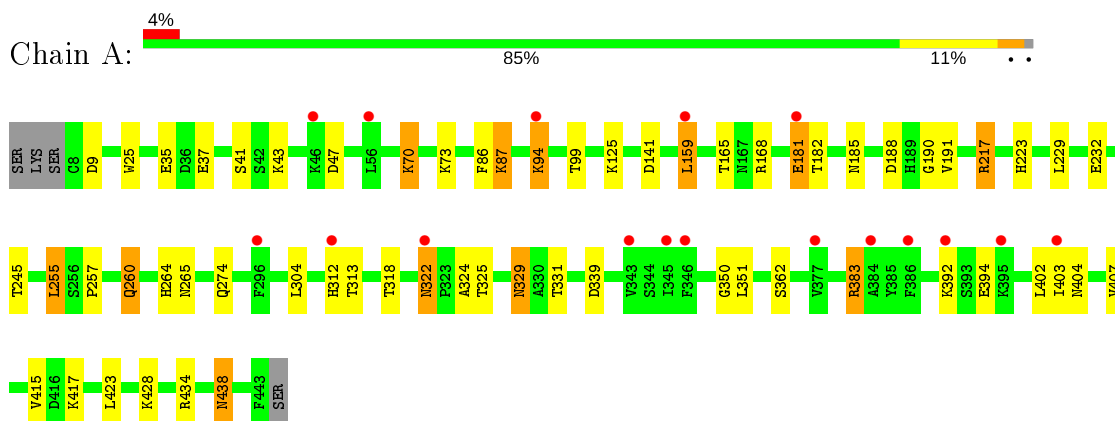 4%
Chain A:
85% 11% • •
SER LYS SER C8 D9 W25 E35 D36 E37 S41 S42 K43 K46 D47 L56 K70 K73 F86 K87 K94 T99 K125 D141 L159 T165 N167 R168 E181 T182 N185 D188 H189 G190 V191 R217 H223 L229 E232
T245 L255 S256 P257 Q260 H264 N265 Q274 F296 L304 H312 T313 T318 N322 P323 A324 T325 N329 A330 T331 D339 V343 S344 I345 F346 G350 L351 S362 V377 R383 A384 Y385 F386 K392 S393 E394 K395 L402 I403 N404 V407
V415 D416 K417 L423 K428 R434 N438 F443 SER